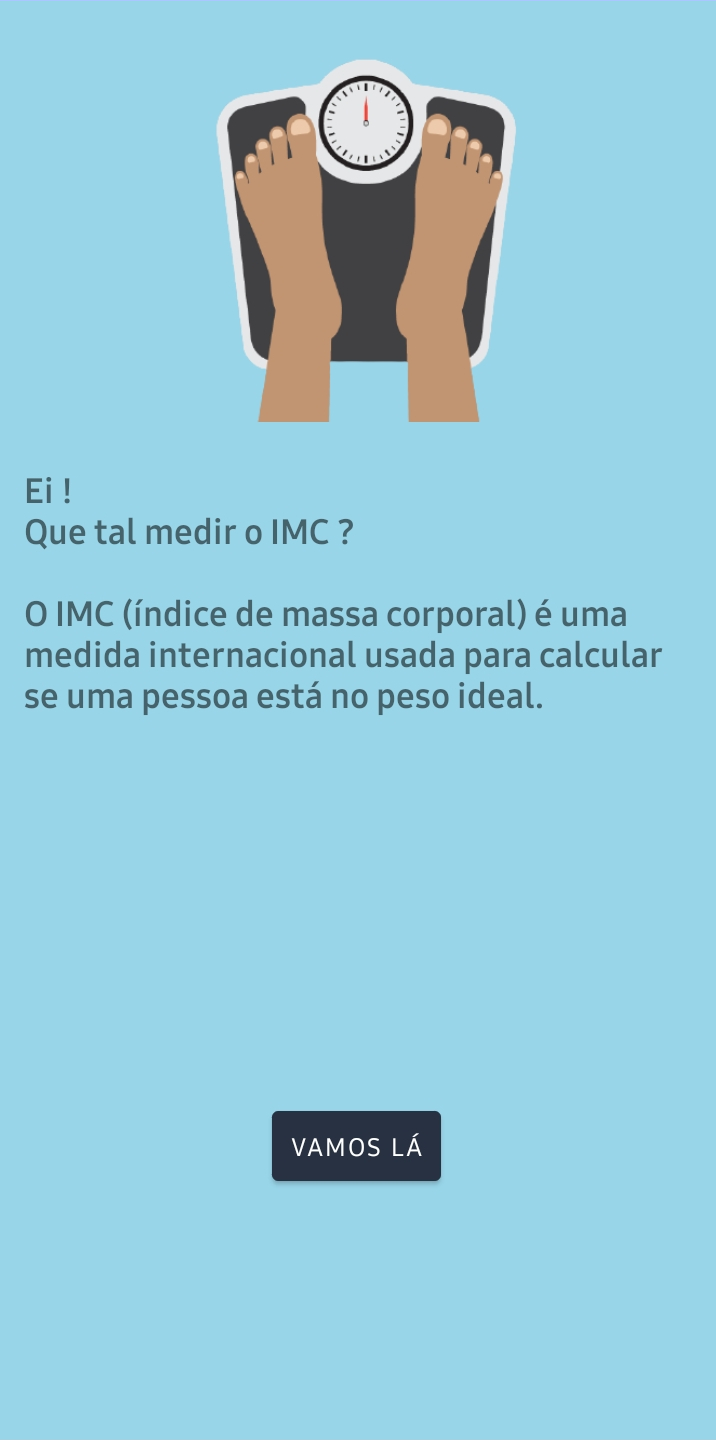 Ei !
Que tal medir o IMC ?
O IMC (índice de massa corporal) é uma
medida internacional usada para calcular
se uma pessoa está no peso ideal.
VAMOS LÁ